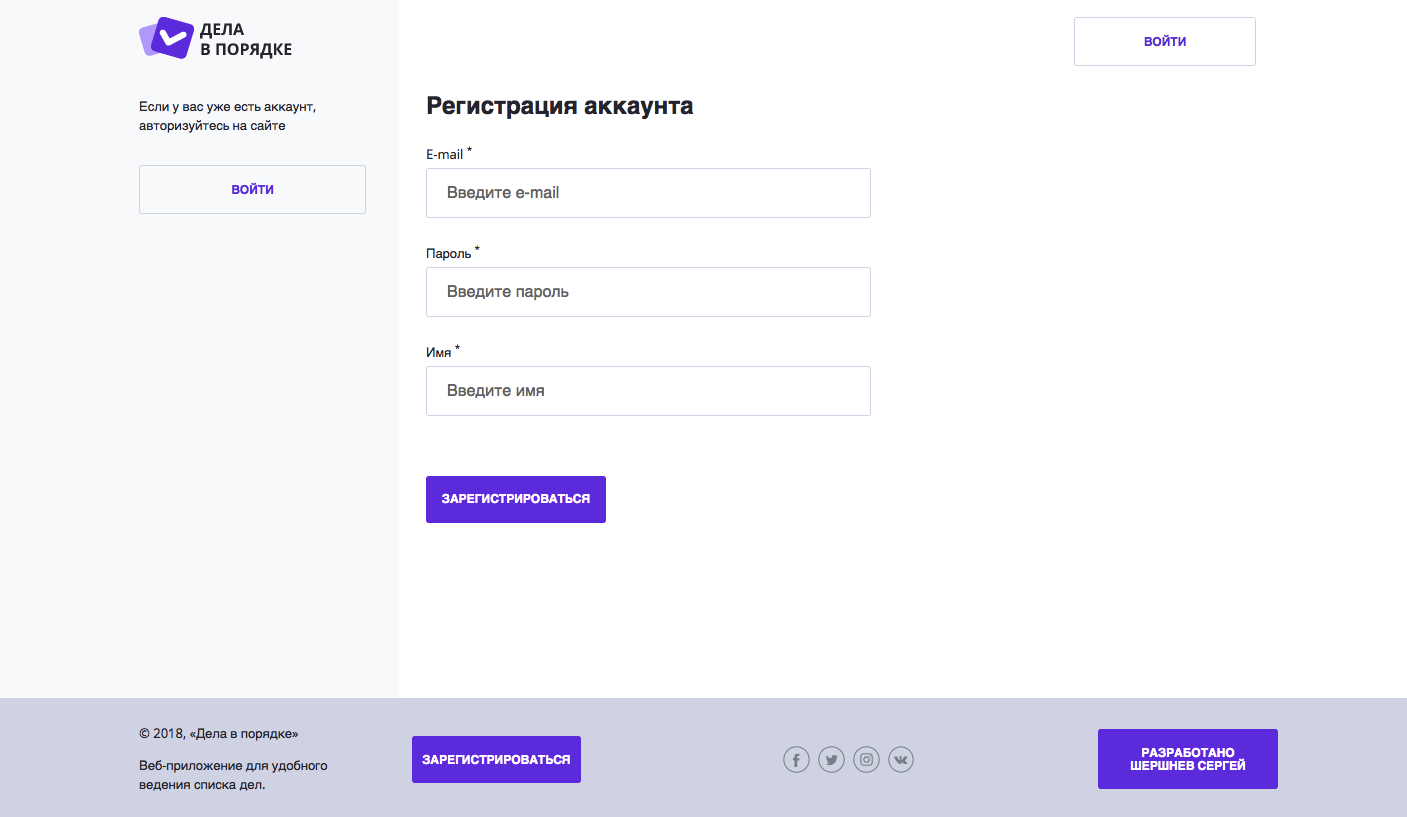 ДЕЛА
В ПОРЯДКЕ
ВОЙТИ
Если у вас уже есть аккаунт,
авторизуйтесь на сайте
ВОЙТИ
Регистрация аккаунта
E-mail *
Введите e-mail
Пароль *
Введите пароль
Имя *
Введите имя
ЗАРЕГИСТРИРОВАТЬСЯ
© 2018, «Дела в порядке»
Веб-приложение для удобного
ведения списка дел.
ЗАРЕГИСТРИРОВАТЬСЯ
РАЗРАБОТАНО
ШЕРШНЕВ СЕРГЕЙ